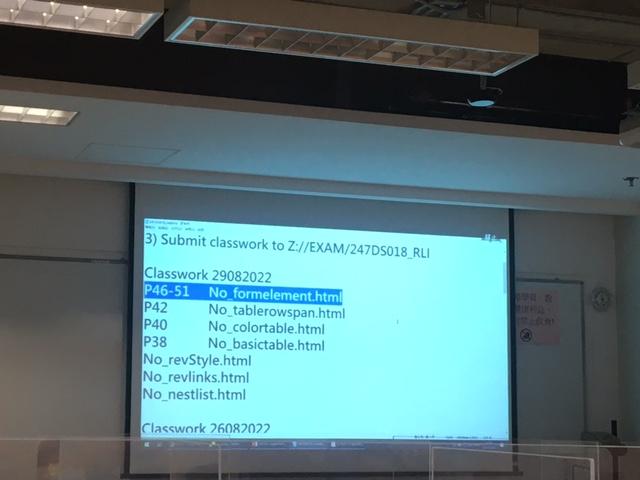 3) Submit classwork to Z://EXAM/247DS018_RLI
Classwork 29082022
P46-51 No_formelement.html
P42 No_tablerowspan.html
P40 No_colortable.html
P38 No_basictable.html
No_revStyle.html
No_revlinks.html
No_nestlist.html
Classwork 26082022